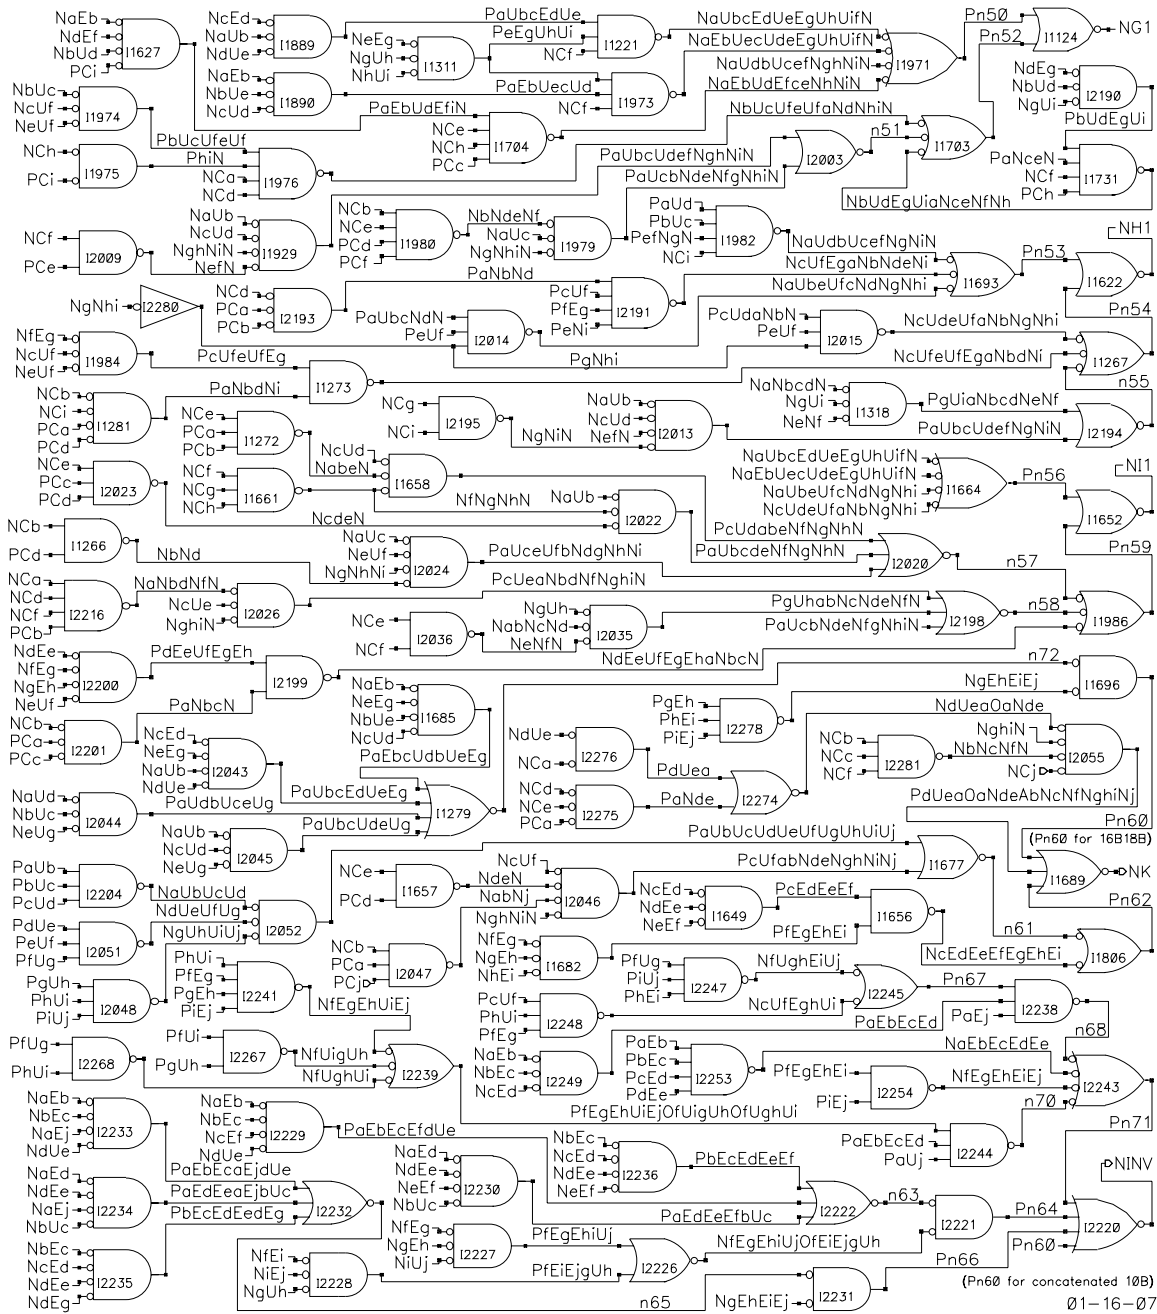 NaEb
NdEf
NbUd
PCi
I1627
NcEd
NaUb
NdUe
I1889
PaUbcEdUe
NeEg
NgUh
NhUi
I1311
PeEgUhUi
NCf
I1221
NaUbcEdUeEgUhUifN
NaEbUecUdeEgUhUifN
NaUdbUcefNghNiN
NaEbUdEfceNhNiN
I1971
Pn50
Pn52
I1124
NG1
NbUc
NcUf
NeUf
I1974
NaEb
NbUe
NcUd
I1890
PaEbUecUd
NCf
I1973
NdEg
NbUd
NgUi
I2190
PbUdEgUi
PaEbUdEfiN
NCe
NCh
PCc
I1704
NbUcUfeUfaNdNhiN
n51
I1703
NCh
PCi
I1975
PbUcUfeUf
PhiN
NCa
NCd
I1976
PaUbcUdefNghNiN
PaUcbNdeNfgNhiN
I2003
PaNceN
NCf
PCh
I1731
NbUdEgUiaNceNfNh
NCf
PCe
I2009
NaUb
NcUd
NghNiN
NefN
I1929
NCb
NCe
PCd
PCf
I1980
NbNdeNf
NaUc
NgNhiN
I1979
PaUd
PbUc
PefNgN
NCi
I1982
NaUdbUcefNgNiN
NcUfEgaNbNdeNi
NaUbeUfcNdNgNhi
I1693
Pn53
I1622
NH1
NgNhi
I2280
NCd
PCa
PCb
I2193
PaNbNd
PcUf
PfEg
PeNi
I2191
Pn54
PaUbcNdN
PeUf
I2014
PgNhi
PcUdaNbN
PeUf
I2015
NcUdeUfaNbNgNhi
NcUfeUfEgaNbdNi
I1267
NfEg
NcUf
NeUf
I1984
PcUfeUfEg
I1273
n55
NCb
NCi
PCa
PCd
I1281
PaNbdNi
NCe
PCa
PCb
I1272
NCg
NCi
I2195
NgNiN
NaUb
NcUd
NefN
I2013
NaNbcdN
NgUi
NeNf
I1318
PgUiaNbcdNeNf
PaUbcUdefNgNiN
I2194
NCe
PCc
PCd
I2023
NCf
NCg
NCh
I1661
NcUd
NabeN
I1658
NfNgNhN
NcdeN
NaUb
I2022
NaUbcEdUeEgUhUifN
NaEbUecUdeEgUhUifN
NaUbeUfcNdNgNhi
NcUdeUfaNbNgNhi
I1664
Pn56
I1652
NI1
NCb
PCd
I1266
NbNd
NaUc
NeUf
NgNhNi
I2024
PaUceUfbNdgNhNi
PcUdabeNfNgNhN
PaUbcdeNfNgNhN
I2020
n57
Pn59
NCa
NCd
NCf
PCb
I2216
NaNbdNfN
NcUe
NghiN
I2026
PcUeaNbdNfNghiN
NCe
NCf
I2036
NgUh
NabNcNd
NeNfN
I2035
PgUhabNcNdeNfN
PaUcbNdeNfgNhiN
I2198
n58
I1986
NdEe
NfEg
NgEh
NeUf
I2200
PdEeUfEgEh
I2199
NdEeUfEgEhaNbcN
n72
I1696
NgEhEiEj
NCb
PCa
PCc
I2201
PaNbcN
NcEd
NeEg
NaUb
NdUe
I2043
NaEb
NeEg
NbUe
NcUd
I1685
PaEbcUdbUeEg
NdUe
NCa
I2276
PdUea
PgEh
PhEi
PiEj
I2278
NdUeaOaNde
NCb
NCc
NCf
I2281
NbNcNfN
NghiN
NCj
I2055
NaUd
NbUc
NeUg
I2044
PaUdbUceUg
PaUbcEdUeEg
PaUbcUdeUg
I1279
NCd
NCe
PCa
I2275
PaNde
I2274
PdUeaOaNdeAbNcNfNghiNj
Pn60
(Pn60 for 16B18B)
NaUb
NcUd
NeUg
I2045
PaUb
PbUc
PcUd
I2204
NaUbUcUd
NdUeUfUg
NgUhUiUj
I2052
NCe
PCd
I1657
NdeN
NcUf
NabNj
NghNiN
I2046
PaUbUcUdUeUfUgUhUiUj
PcUfabNdeNghNiNj
I1677
I1689
NK
Pn62
PdUe
PeUf
PfUg
I2051
NCb
PCa
PCj
I2047
NcEd
NdEe
NeEf
I1649
PcEdEeEf
PfEgEhEi
I1656
NcEdEeEfEgEhEi
n61
I1806
NfEg
NgEh
NhEi
I1682
PgUh
PhUi
PiUj
I2048
PhUi
PfEg
PgEh
PiEj
I2241
NfEgEhUiEj
PfUg
PiUj
PhEi
I2247
NfUghEiUj
NcUfEghUi
I2245
Pn67
PaEbEcEd
PaEj
I2238
n68
PcUf
PhUi
PfEg
I2248
PfUg
PhUi
I2268
PfUi
PgUh
I2267
NfUigUh
NfUghUi
I2239
NaEb
NbEc
NcEd
I2249
PaEb
PbEc
PcEd
PdEe
I2253
NaEbEcEdEe
PfEgEhEi
PiEj
I2254
NfEgEhEiEj
n70
I2243
PfEgEhUiEjOfUigUhOfUghUi
NaEb
NbEc
NaEj
NdUe
I2233
PaEbEcaEjdUe
NaEb
NbEc
NcEf
NdUe
I2229
PaEbEcEfdUe
PaEbEcEd
PaUj
I2244
Pn71
NaEd
NdEe
NeEf
NbUc
I2230
NbEc
NcEd
NdEe
NeEf
I2236
PbEcEdEeEf
PaEdEeEfbUc
I2222
n63
I2221
NINV
NaEd
NdEe
NaEj
NbUc
I2234
PaEdEeaEjbUc
PbEcEdEedEg
I2232
Pn64
I2220
NbEc
NcEd
NdEe
NdEg
I2235
NfEg
NgEh
NiUj
I2227
PfEgEhiUj
NfEgEhiUjOfEiEjgUh
Pn60
NfEi
NiEj
NgUh
I2228
PfEiEjgUh
I2226
n65
NgEhEiEj
I2231
Pn66
(Pn60 for concatenated 10B)
01-16-07